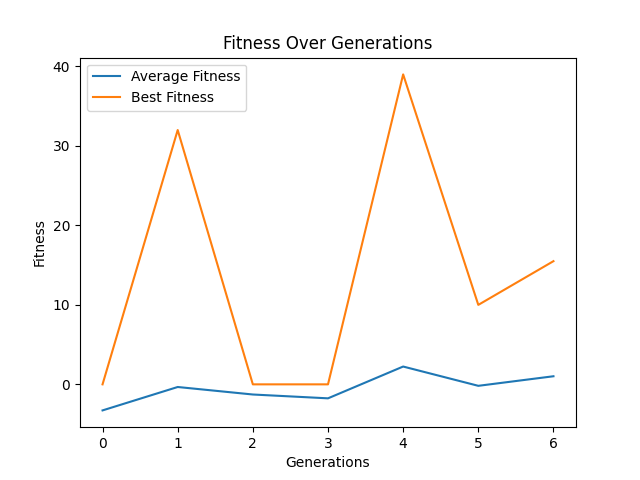 Fitness Over Generations
Average Fitness
Best Fitness
40
30
20
10
0
Fitness
0 1 2 3 4 5 6
Generations